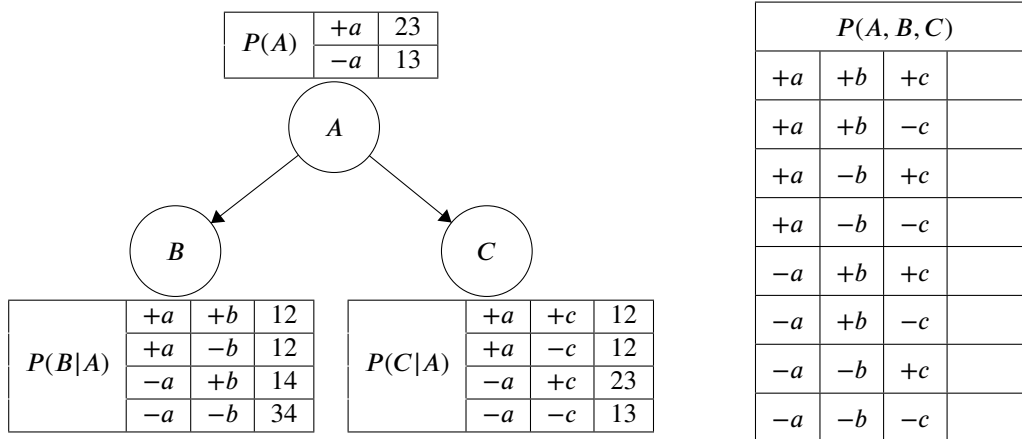 P(A) +a 23
-a 13
A
B
C
P(B|A) +a +b 12
+a −b 12
−a +b 14
−a −b 34
P(C|A) +a +c 12
+a −c 12
−a +c 23
−a −c 13
P(A, B, C)
+a +b +c
+a +b −c
+a −b +c
+a −b −c
−a +b +c
−a +b −c
−a −b +c
−a −b −c